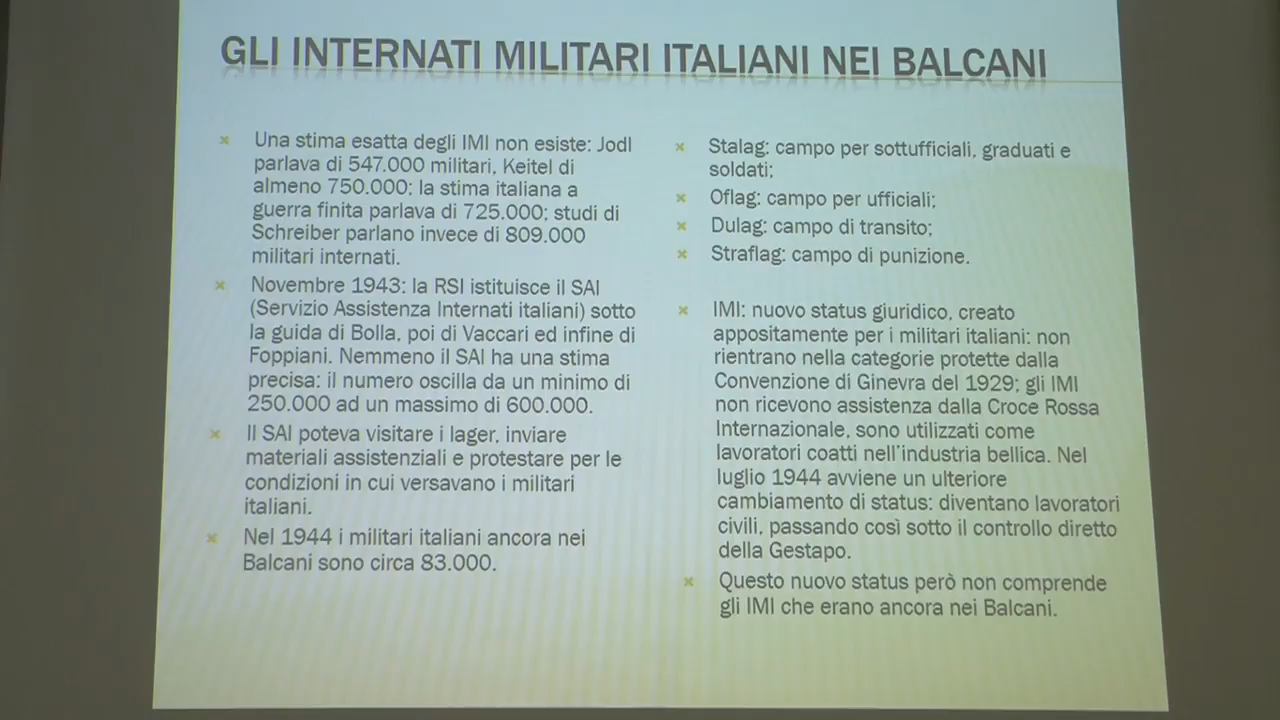 GLI INTERNATI MILITARI ITALIANI NEI BALCANI
Una stima esatta degli IMI non esiste: Jodl
parlava di 547.000 militari, Keitel di
almeno 750.000; la stima italiana a
guerra finita parlava di 725.000; studi di
Schreiber parlano invece di 809.000
militari internati.
Novembre 1943: la RSI istituisce il SAI
(Servizio Assistenza Internati italiani) sotto
la guida di Bolla, poi di Vaccari ed infine di
Foppiani. Nemmeno il SAI ha una stima
precisa: il numero oscilla da un minimo di
250.000 ad un massimo di 600.000.
Il SAI poteva visitare i lager, inviare
materiali assistenziali e protestare per le
condizioni in cui versavano i militari
italiani.
Nel 1944 i militari italiani ancora nei
Balcani sono circa 83.000.
Stalag: campo per sottufficiali, graduati e
soldati;
Oflag: campo per ufficiali;
Dulag: campo di transito;
Straflag: campo di punizione.
IMI: nuovo status giuridico, creato
appositamente per i militari italiani: non
rientrano nella categorie protette dalla
Convenzione di Ginevra del 1929; gli IMI
non ricevono assistenza dalla Croce Rossa
Internazionale, sono utilizzati come
lavoratori coatti nell'industria bellica. Nel
luglio 1944 avviene un ulteriore
cambiamento di status: diventano lavoratori
civili, passando così sotto il controllo diretto
della Gestapo.
Questo nuovo status però non comprende
gli IMI che erano ancora nei Balcani.